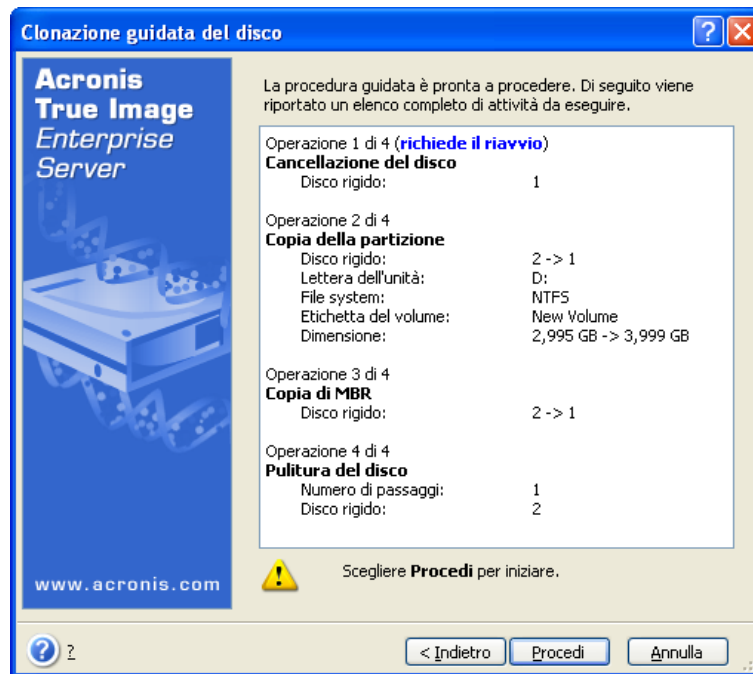 Clonazione guidata del disco
Acronis
True Image
Enterprise
Server
www.acronis.com
La procedura guidata è pronta a procedere. Di seguito viene
riportato un elenco completo di attività da eseguire.
Operazione 1 di 4 (richiede il riavvio)
Cancellazione del disco
Disco rigido: 1
Operazione 2 di 4
Copia della partizione
Disco rigido: 2 -> 1
Lettera dell'unità: D:
File system: NTFS
Etichetta del volume: New Volume
Dimensione: 2,995 GB -> 3,999 GB
Operazione 3 di 4
Copia di MBR
Disco rigido: 2 -> 1
Operazione 4 di 4
Pulitura del disco
Numero di passaggi: 1
Disco rigido: 2
Scegliere Procedi per iniziare.
? < Indietro Procedi Annulla